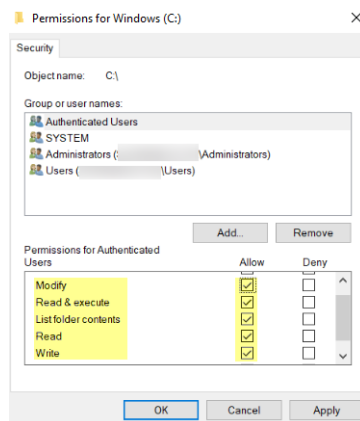 Permissions for Windows (C:)
Security
Object name: C:\
Group or user names:
Authenticated Users
SYSTEM
Administrators ( \Administrators)
Users ( \Users)
Add... Remove
Permissions for Authenticated
Users Allow Deny
Modify
Read & execute
List folder contents
Read
Write
OK Cancel Apply